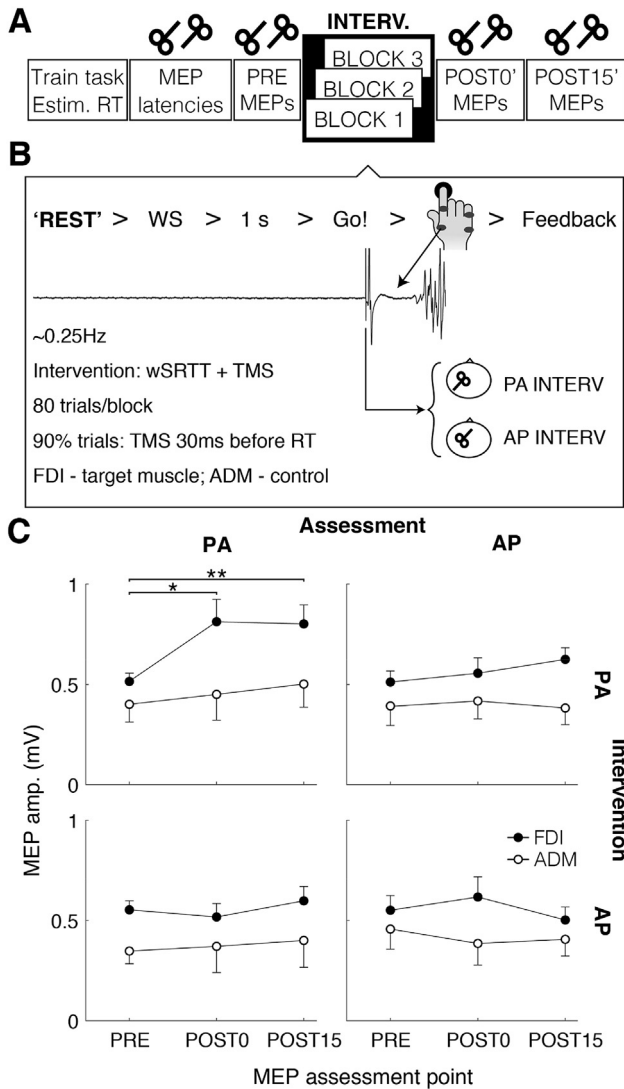 A
INTERV.
Train task
Estim. RT
MEP
latencies
PRE
MEPs
BLOCK 3
BLOCK 2
BLOCK 1
POST0'
MEPs
POST15'
MEPs
B
'REST' > WS > 1 s > Go! > > Feedback
~0.25Hz
Intervention: wSRTT + TMS
80 trials/block
90% trials: TMS 30ms before RT
FDI - target muscle; ADM - control
PA INTERV
AP INTERV
C
Assessment
PA
AP
**
*
1
0.5
0
PA
1
0.5
0
FDI
ADM
AP
Intervention
MEP amp. (mV)
PRE POST0 POST15
PRE POST0 POST15
MEP assessment point